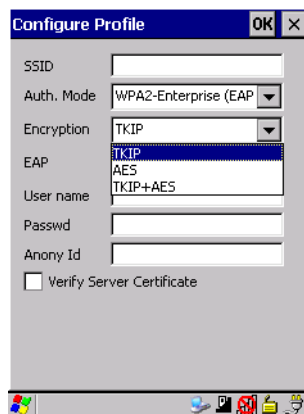 Configure Profile OK ×
SSID
Auth. Mode WPA2-Enterprise (EAP
Encryption TKIP
TKIP
EAP AES
TKIP+AES
User name
Passwd
Anony Id
Verify Server Certificate